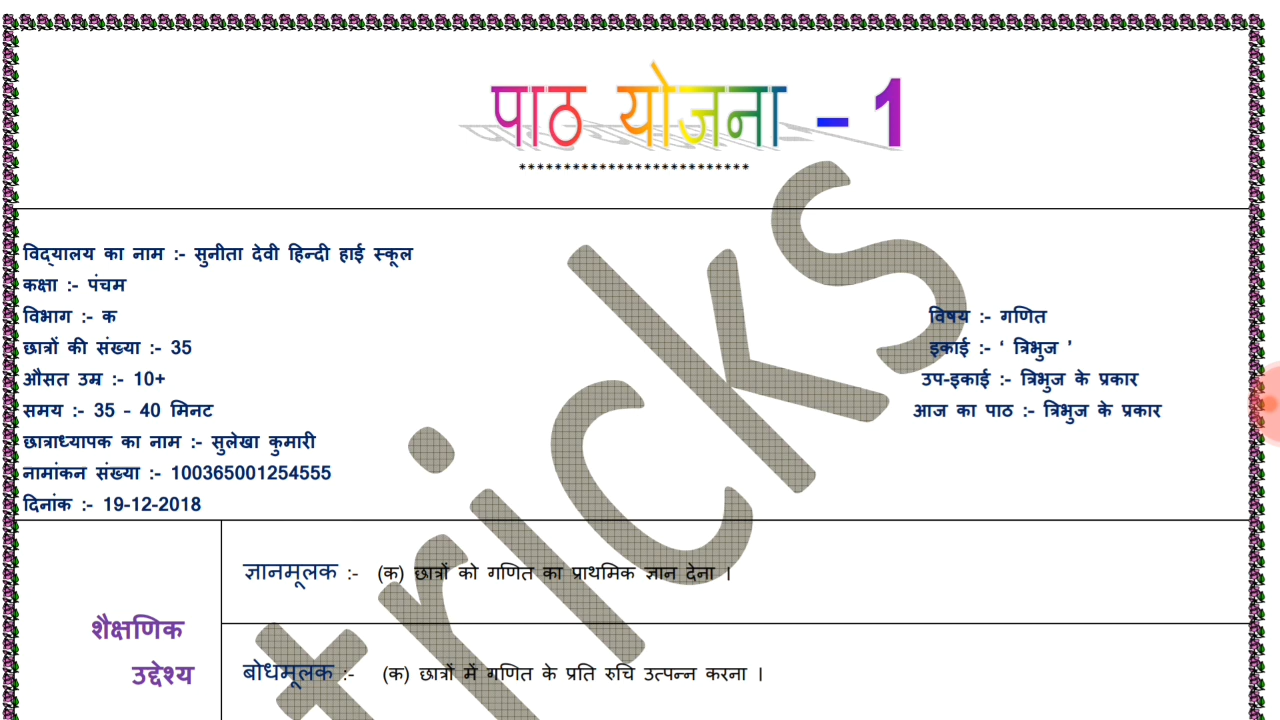 पाठ योजना – 1
************************
विद्यालय का नाम :- सुनीता देवी हिन्दी हाई स्कूल
कक्षा :- पंचम
विभाग :- क
विषय :- गणित
छात्रों की संख्या :- 35
इकाई :- ‘ त्रिभुज ’
औसत उम्र :- 10+
उप-इकाई :- त्रिभुज के प्रकार
समय :- 35 – 40 मिनट
आज का पाठ :- त्रिभुज के प्रकार
छात्राध्यापक का नाम :- सुलेखा कुमारी
नामांकन संख्या :- 100365001254555
दिनांक :- 19-12-2018
शैक्षणिक
उद्देश्य
ज्ञानमूलक :- (क) छात्रों को गणित का प्राथमिक ज्ञान देना ।
बोधमूलक :- (क) छात्रों में गणित के प्रति रुचि उत्पन्न करना ।
tricks